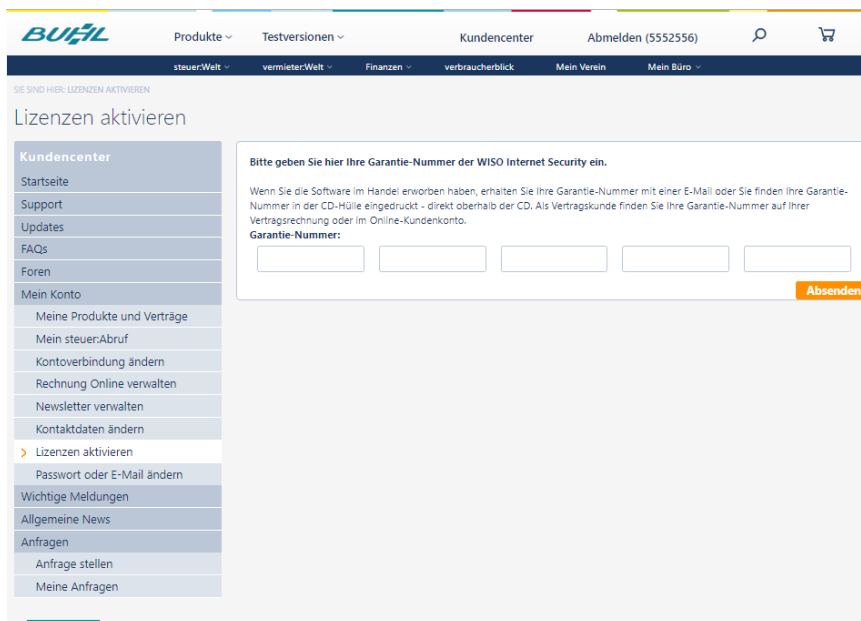 BUHL
Produkte Testversionen Kundencenter Abmelden (5552556)
steuer:Welt vermieter:Welt Finanzen verbraucherblick Mein Verein Mein Büro
SIE SIND HIER: LIZENZEN AKTIVIEREN
Lizenzen aktivieren
Kundencenter
Startseite
Support
Updates
FAQs
Foren
Mein Konto
Meine Produkte und Verträge
Mein steuer:Abruf
Kontoverbindung ändern
Rechnung Online verwalten
Newsletter verwalten
Kontaktdaten ändern
Lizenzen aktivieren
Passwort oder E-Mail ändern
Wichtige Meldungen
Allgemeine News
Anfragen
Anfrage stellen
Meine Anfragen
Bitte geben Sie hier Ihre Garantie-Nummer der WISO Internet Security ein.
Wenn Sie die Software im Handel erworben haben, erhalten Sie Ihre Garantie-Nummer mit einer E-Mail oder Sie finden Ihre Garantie-
Nummer in der CD-Hülle eingedruckt - direkt oberhalb der CD. Als Vertragskunde finden Sie Ihre Garantie-Nummer auf Ihrer
Vertragsrechnung oder im Online-Kundenkonto.
Garantie-Nummer:
Absenden